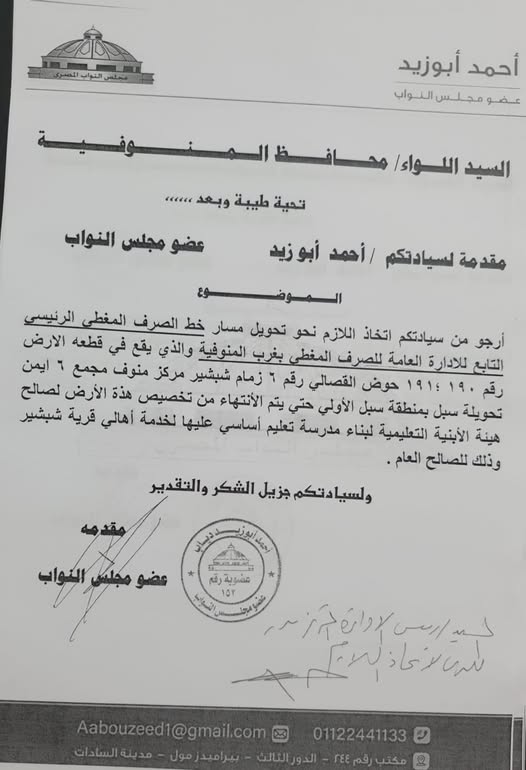 أحمد أبوزيد
عضو مجلس النواب
مجلس النواب المصرى
السيد اللواء/ محافظ المنوفية
تحية طيبة وبعد ،،،،،،
مقدمة لسيادتكم / أحمد أبو زيد عضو مجلس النواب
الموضوع
أرجو من سيادتكم اتخاذ اللازم نحو تحويل مسار خط الصرف المغطي الرئيسي
التابع للادارة العامة للصرف المغطي بغرب المنوفية والذي يقع في قطعه الارض
رقم ١٩٠ ؛١٩١ حوض القصالي رقم ٦ زمام شبشير مركز منوف مجمع ٦ ايمن
تحويلة سبل بمنطقة سبل الأولي حتي يتم الأنتهاء من تخصيص هذة الأرض لصالح
هيئة الأبنية التعليمية لبناء مدرسة تعليم أساسي عليها لخدمة أهالي قرية شبشير
وذلك للصالح العام .
ولسيادتكم جزيل الشكر والتقدير
مقدمه
عضو مجلس النواب
أحمد أبوزيد دياب
عضوية رقم
١٥٢
عضو مجلس النواب
السيد / رئيس الادارة
اللازم
Aabouzeed1@gmail.com 01122441133
مكتب رقم ٢٤٤ - الدور الثالث - بيراميدز مول - مدينة السادات